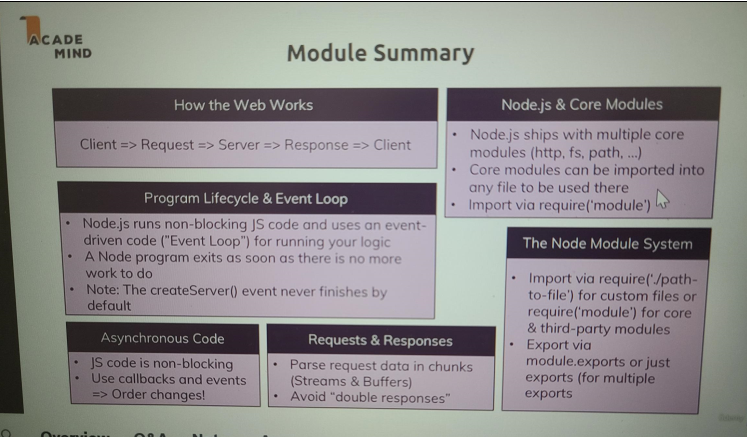 ACADE
MIND
Module Summary
How the Web Works
Client => Request => Server => Response => Client
Node.js & Core Modules
• Node.js ships with multiple core
modules (http, fs, path, ...)
• Core modules can be imported into
any file to be used there
• Import via require('module')
Program Lifecycle & Event Loop
• Node.js runs non-blocking JS code and uses an event-
driven code ("Event Loop") for running your logic
• A Node program exits as soon as there is no more
work to do
• Note: The createServer() event never finishes by
default
The Node Module System
• Import via require('./path-
to-file') for custom files or
require('module') for core
& third-party modules
• Export via
module.exports or just
exports (for multiple
exports
Asynchronous Code
• JS code is non-blocking
• Use callbacks and events
=> Order changes!
Requests & Responses
• Parse request data in chunks
(Streams & Buffers)
• Avoid "double responses"
Overview Q&A